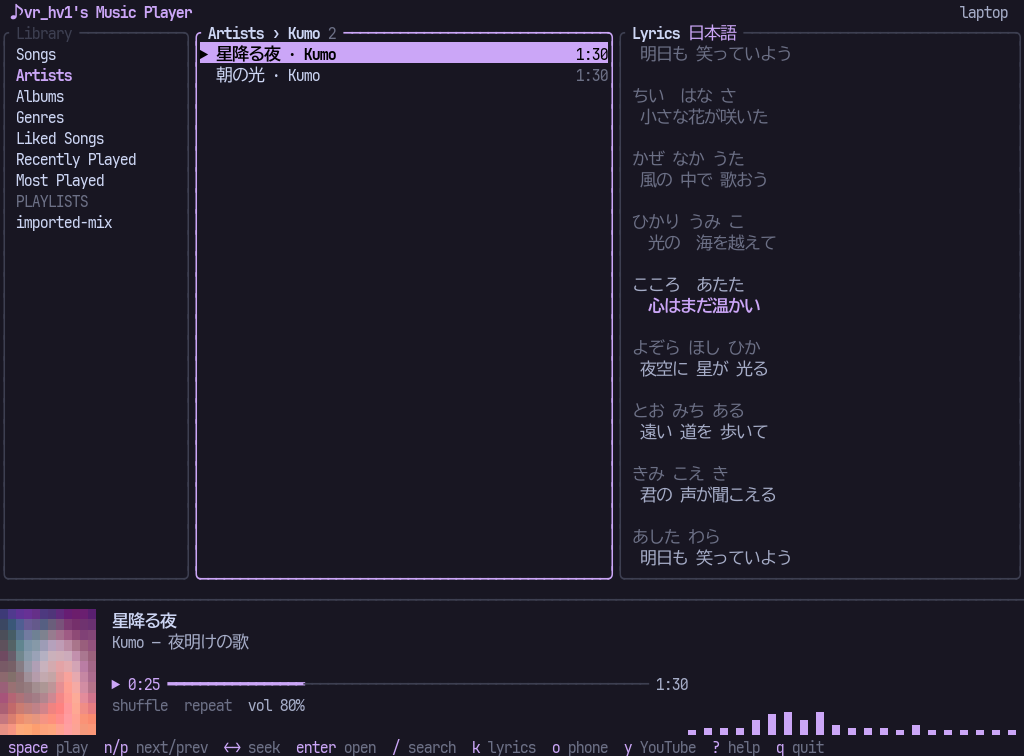 ♪vr_hv1's Music Player
laptop
Library
Songs
Artists
Albums
Genres
Liked Songs
Recently Played
Most Played
PLAYLISTS
imported-mix
Artists › Kumo 2
▶ 星降る夜 · Kumo 1:30
朝の光 · Kumo 1:30
Lyrics 日本語
明日も 笑っていよう
ちい はな さ
小さな花が咲いた
かぜ なか うた
風の 中で 歌おう
ひかり うみ こ
光の 海を越えて
こころ あたた
心はまだ温かい
よぞら ほし ひか
夜空に 星が 光る
とお みち ある
遠い 道を 歩いて
きみ こえ き
君の 声が聞こえる
あした わら
明日も 笑っていよう
星降る夜
Kumo — 夜明けの歌
▶ 0:25 1:30
shuffle repeat vol 80%
space play n/p next/prev ↔ seek enter open / search k lyrics o phone y YouTube ? help q quit